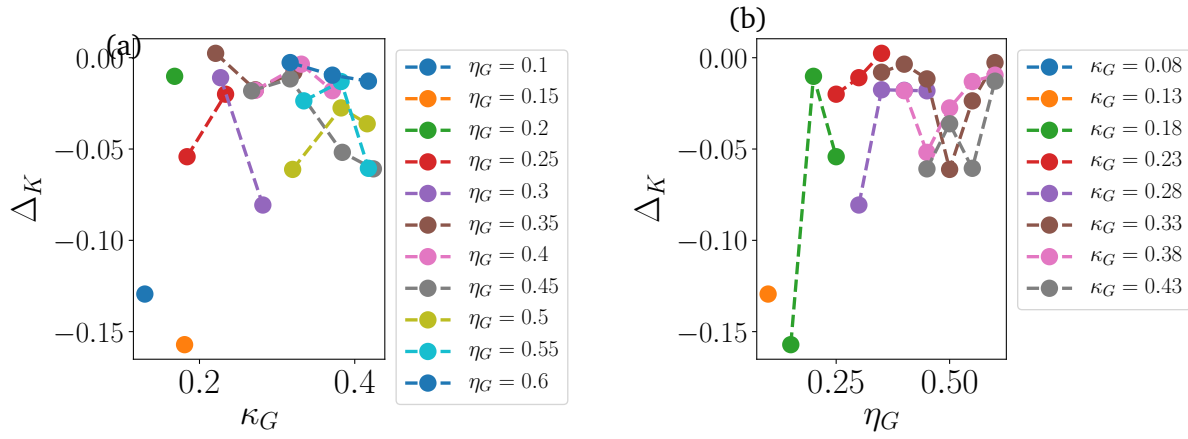 (a)
0.00
−0.05
−0.10
−0.15
Δ_K
0.2 0.4
κ_G
η_G = 0.1
η_G = 0.15
η_G = 0.2
η_G = 0.25
η_G = 0.3
η_G = 0.35
η_G = 0.4
η_G = 0.45
η_G = 0.5
η_G = 0.55
η_G = 0.6
(b)
0.00
−0.05
−0.10
−0.15
Δ_K
0.25 0.50
η_G
κ_G = 0.08
κ_G = 0.13
κ_G = 0.18
κ_G = 0.23
κ_G = 0.28
κ_G = 0.33
κ_G = 0.38
κ_G = 0.43